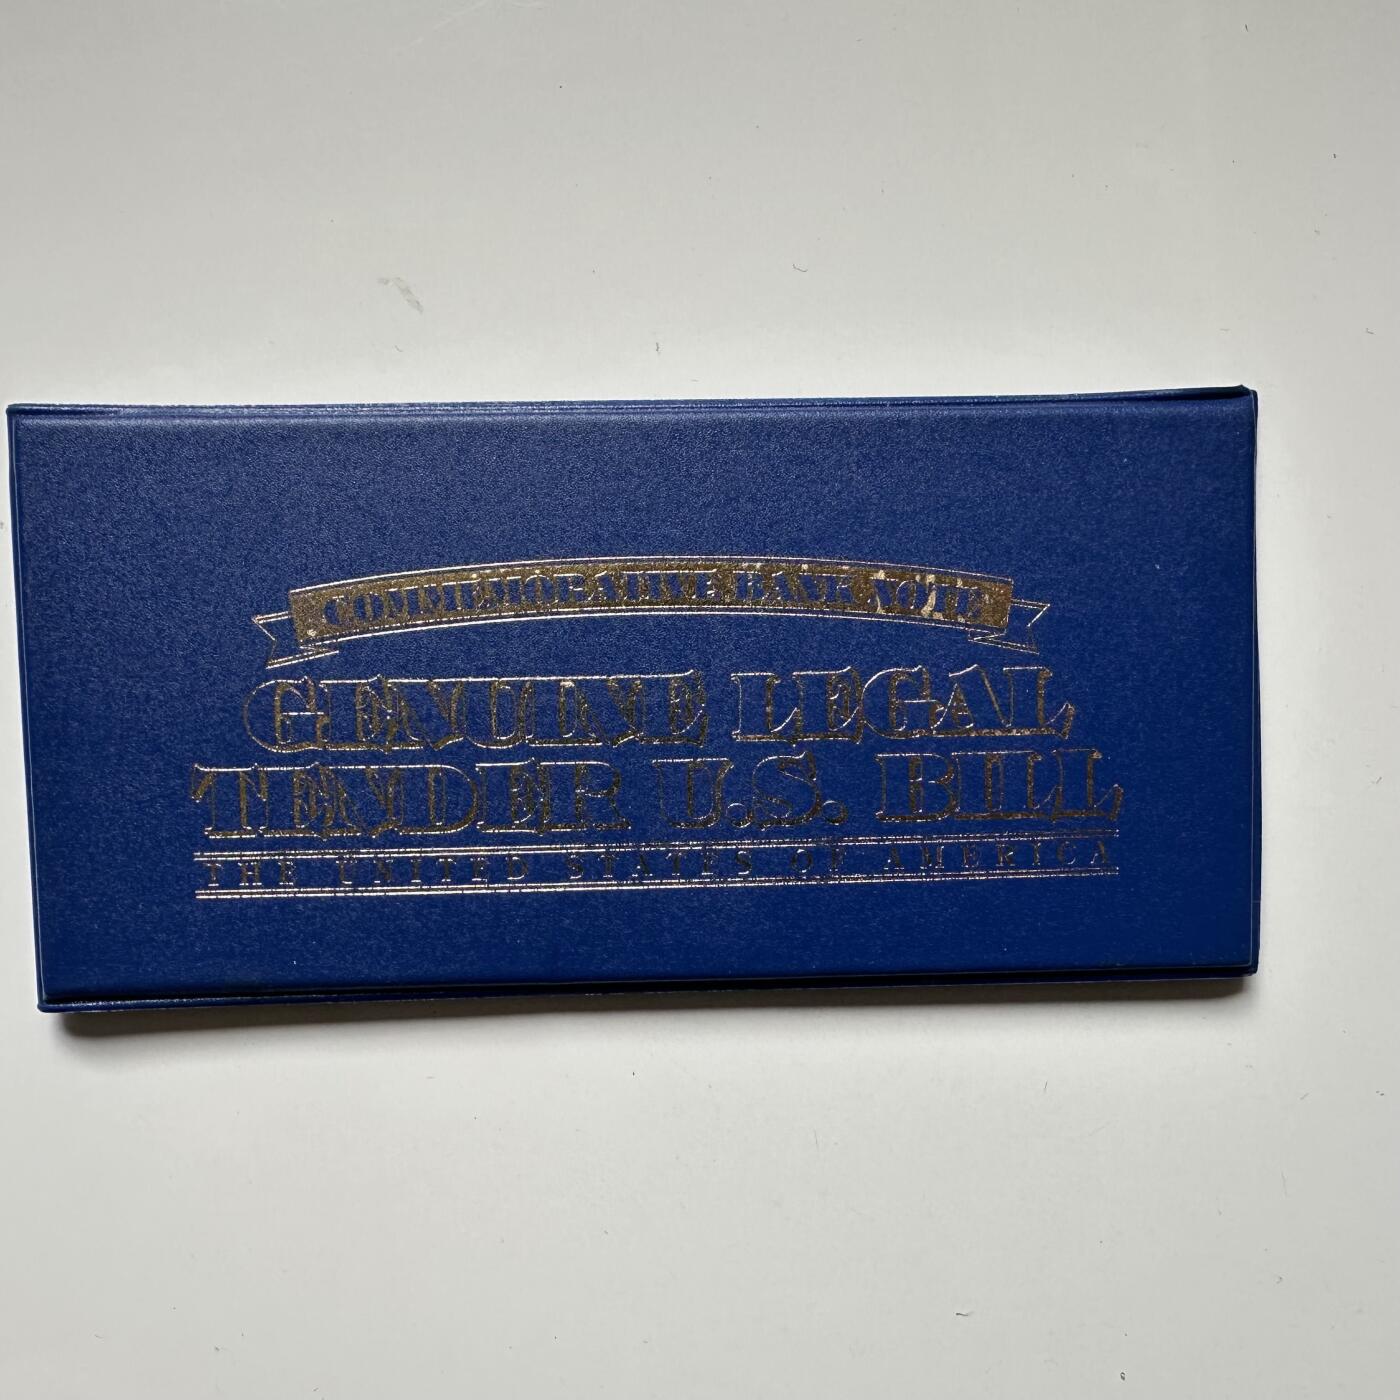 COMMEMORATIVE BANK NOTE
GENUINE LEGAL
TENDER U.S. BILL
THE UNITED STATES OF AMERICA